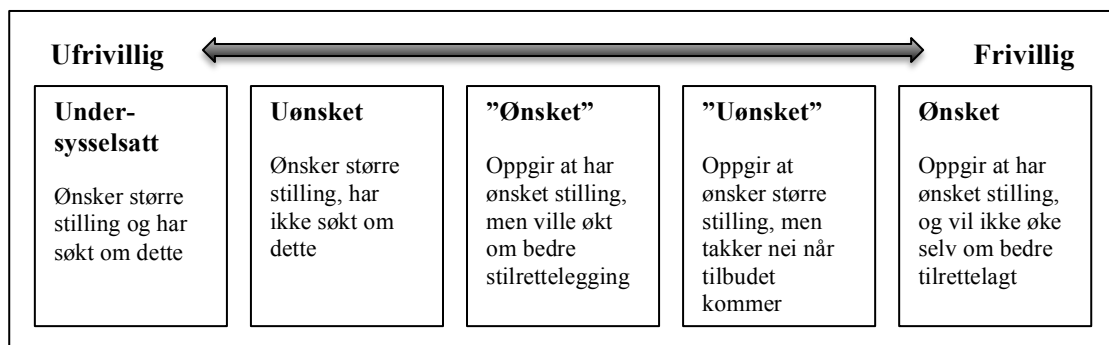 Ufrivillig
Frivillig
Under-
sysselsatt
Ønsker større
stilling og har
søkt om dette
Uønsket
Ønsker større
stilling, har
ikke søkt om
dette
”Ønsket”
Oppgir at har
ønsket stilling,
men ville økt
om bedre
stilrettelegging
”Uønsket”
Oppgir at
ønsker større
stilling, men
takker nei når
tilbudet
kommer
Ønsket
Oppgir at har
ønsket stilling,
og vil ikke øke
selv om bedre
tilrettelagt